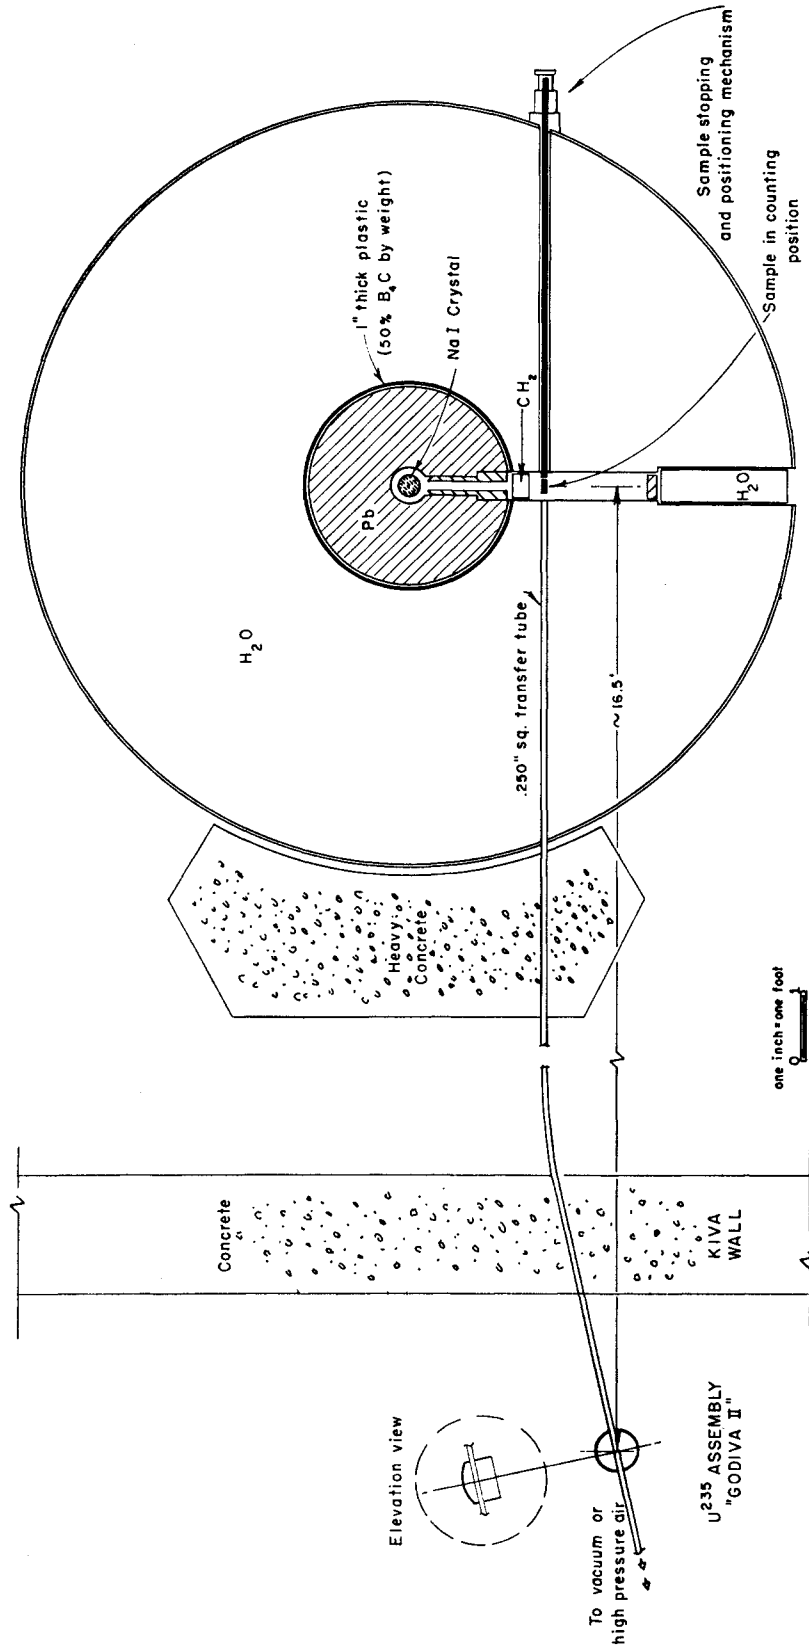 Sample stopping
and positioning mechanism
Sample in counting
position
1" thick plastic
(50% B₄C by weight)
NaI Crystal
CH₂
Pb
H₂O
H₂O
.250" sq. transfer tube
~16.5'
Heavy
Concrete
one inch=one foot
0 1
Concrete
KIVA
WALL
Elevation view
U²³⁵ ASSEMBLY
"GODIVA II"
To vacuum or
high pressure air